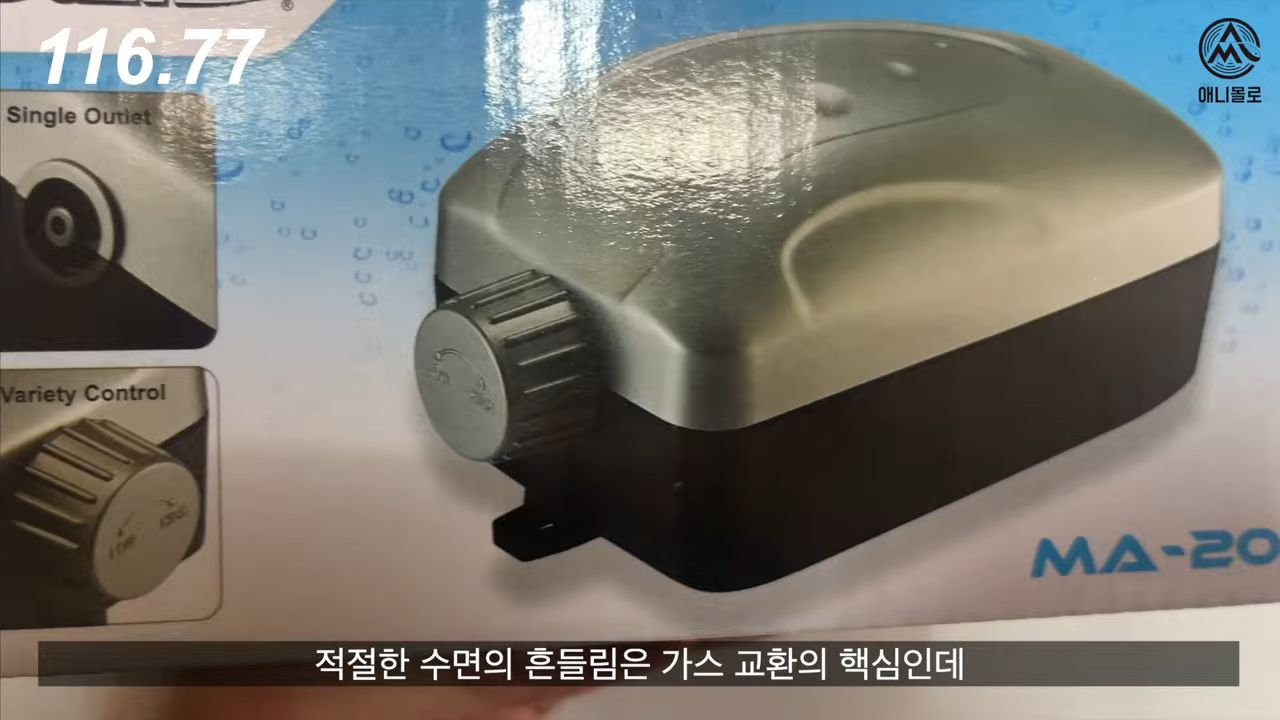 116.77
애니몰로
Single Outlet
Variety Control
MA-20
적절한 수면의 흔들림은 가스 교환의 핵심인데